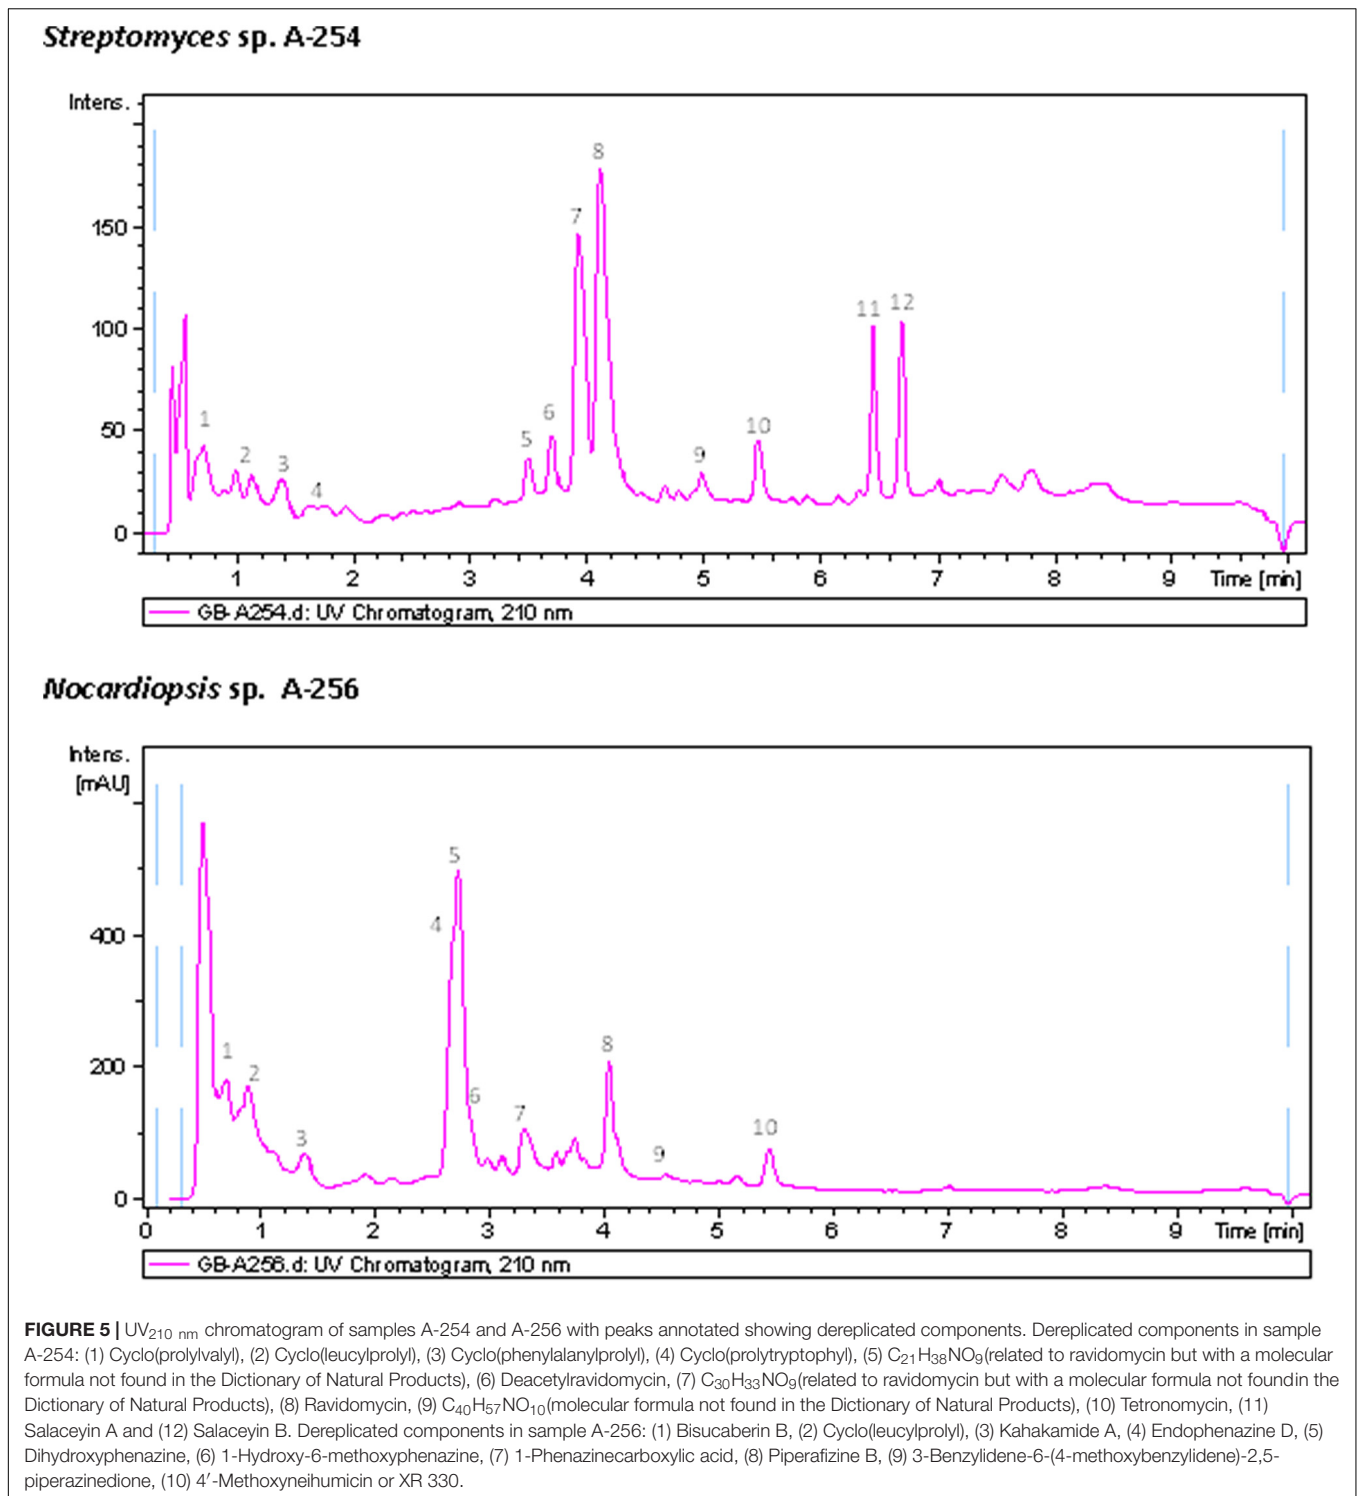 Streptomyces sp. A-254
Intens.
150
100
50
0
1 2 3 4 5 6 7 8 9 10 11 12
1 2 3 4 5 6 7 8 9 Time [min]
GB-A254.d: UV Chromatogram, 210 nm
Nocardiopsis sp. A-256
Intens.
[mAU]
400
200
0
1 2 3 4 5 6 7 8 9 10
0 1 2 3 4 5 6 7 8 9 Time [min]
GB-A256.d: UV Chromatogram, 210 nm
FIGURE 5 | UV210 nm chromatogram of samples A-254 and A-256 with peaks annotated showing dereplicated components. Dereplicated components in sample
A-254: (1) Cyclo(prolylvalyl), (2) Cyclo(leucylprolyl), (3) Cyclo(phenylalanylprolyl), (4) Cyclo(prolytryptophyl), (5) C21H38NO9(related to ravidomycin but with a molecular
formula not found in the Dictionary of Natural Products), (6) Deacetylravidomycin, (7) C30H33NO9(related to ravidomycin but with a molecular formula not foundin the
Dictionary of Natural Products), (8) Ravidomycin, (9) C40H57NO10(molecular formula not found in the Dictionary of Natural Products), (10) Tetronomycin, (11)
Salaceyin A and (12) Salaceyin B. Dereplicated components in sample A-256: (1) Bisucaberin B, (2) Cyclo(leucylprolyl), (3) Kahakamide A, (4) Endophenazine D, (5)
Dihydroxyphenazine, (6) 1-Hydroxy-6-methoxyphenazine, (7) 1-Phenazinecarboxylic acid, (8) Piperafizine B, (9) 3-Benzylidene-6-(4-methoxybenzylidene)-2,5-
piperazinedione, (10) 4′-Methoxyneihumicin or XR 330.